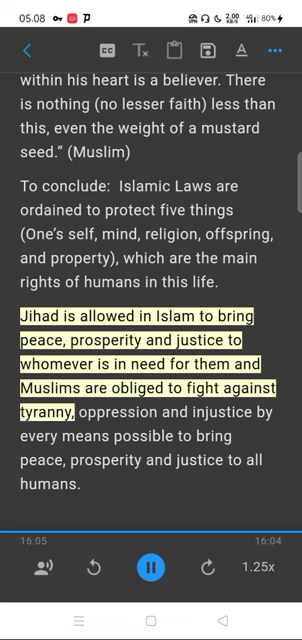 05.08
2,00
KB/S
4G
80%
CC
within his heart is a believer. There
is nothing (no lesser faith) less than
this, even the weight of a mustard
seed.” (Muslim)
To conclude:  Islamic Laws are
ordained to protect five things
(One’s self, mind, religion, offspring,
and property), which are the main
rights of humans in this life.
Jihad is allowed in Islam to bring
peace, prosperity and justice to
whomever is in need for them and
Muslims are obliged to fight against
tyranny, oppression and injustice by
every means possible to bring
peace, prosperity and justice to all
humans.
16:05
16:04
1.25x